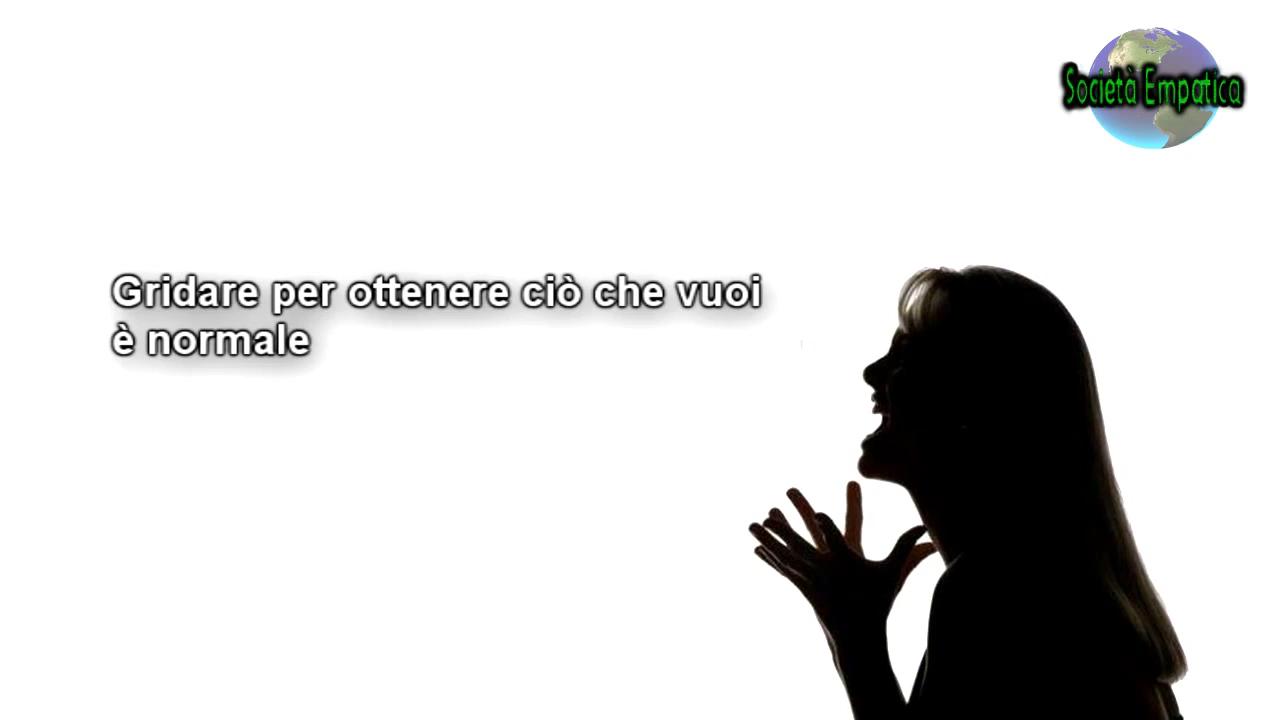 Società Empatica
Gridare per ottenere ciò che vuoi
è normale